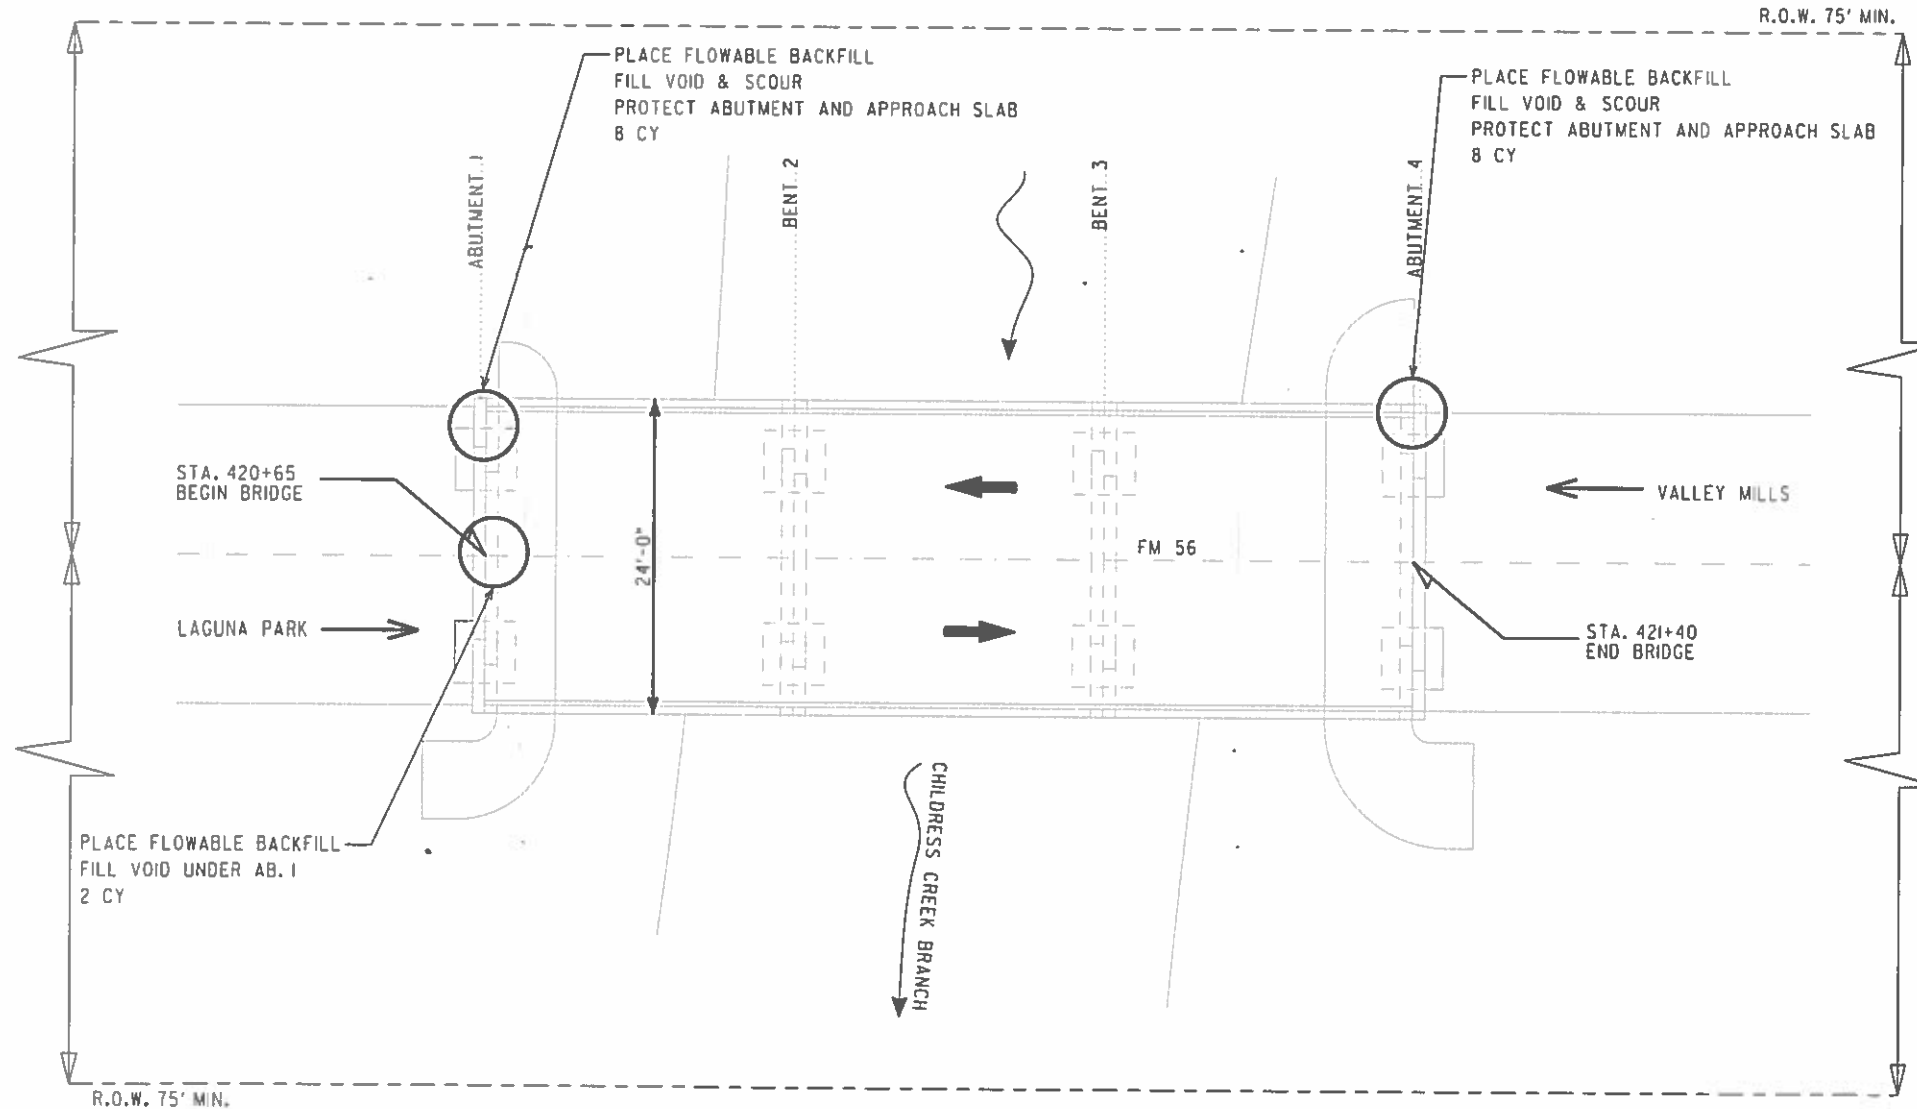 R.O.W. 75' MIN.
PLACE FLOWABLE BACKFILL
FILL VOID & SCOUR
PROTECT ABUTMENT AND APPROACH SLAB
8 CY
PLACE FLOWABLE BACKFILL
FILL VOID & SCOUR
PROTECT ABUTMENT AND APPROACH SLAB
8 CY
ABUTMENT 1
BENT 2
BENT 3
ABUTMENT 4
STA. 420+65
BEGIN BRIDGE
VALLEY MILLS
24'-0"
FM 56
LAGUNA PARK
STA. 421+40
END BRIDGE
CHILDRESS CREEK BRANCH
PLACE FLOWABLE BACKFILL
FILL VOID UNDER AB. 1
2 CY
R.O.W. 75' MIN.